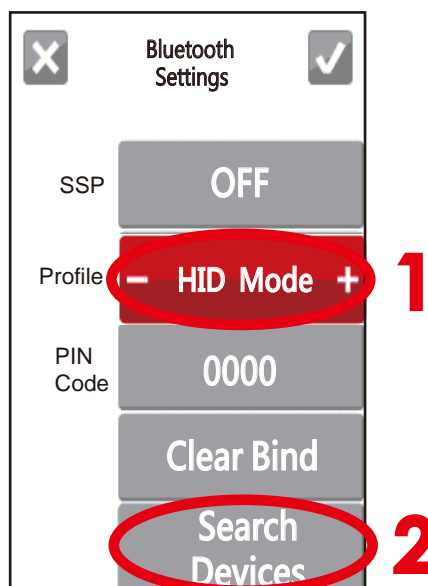 Bluetooth
Settings
SSP
OFF
Profile
− HID Mode +
1
PIN
Code
0000
Clear Bind
Search
Devices
2